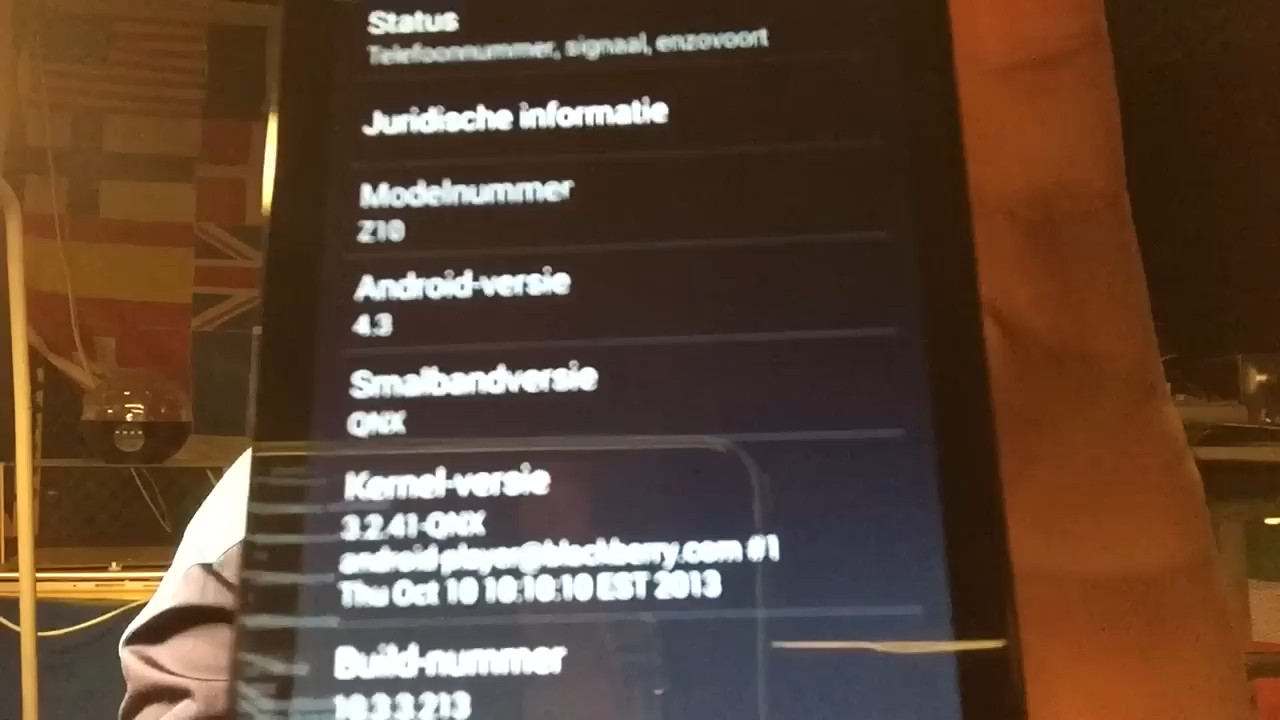 Status
Telefoonnummer, signaal, enzovoort
Juridische informatie
Modelnummer
Z10
Android-versie
4.3
Smalbandversie
QNX
Kernel-versie
3.2.41-QNX
android-player@blackberry.com #1
Thu Oct 10 10:10:10 EST 2013
Build-nummer
10.3.3.213